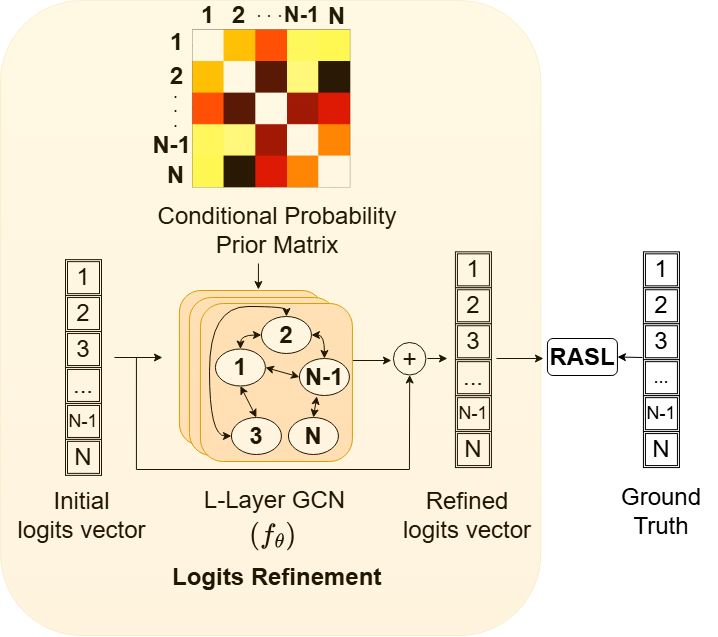 1 2 ... N-1 N
1
2
...
N-1
N
Conditional Probability
Prior Matrix
1
2
3
...
N-1
N
2
1
N-1
3
N
+
1
2
3
...
N-1
N
RASL
1
2
3
...
N-1
N
Initial
logits vector
L-Layer GCN
(fθ)
Refined
logits vector
Ground
Truth
Logits Refinement